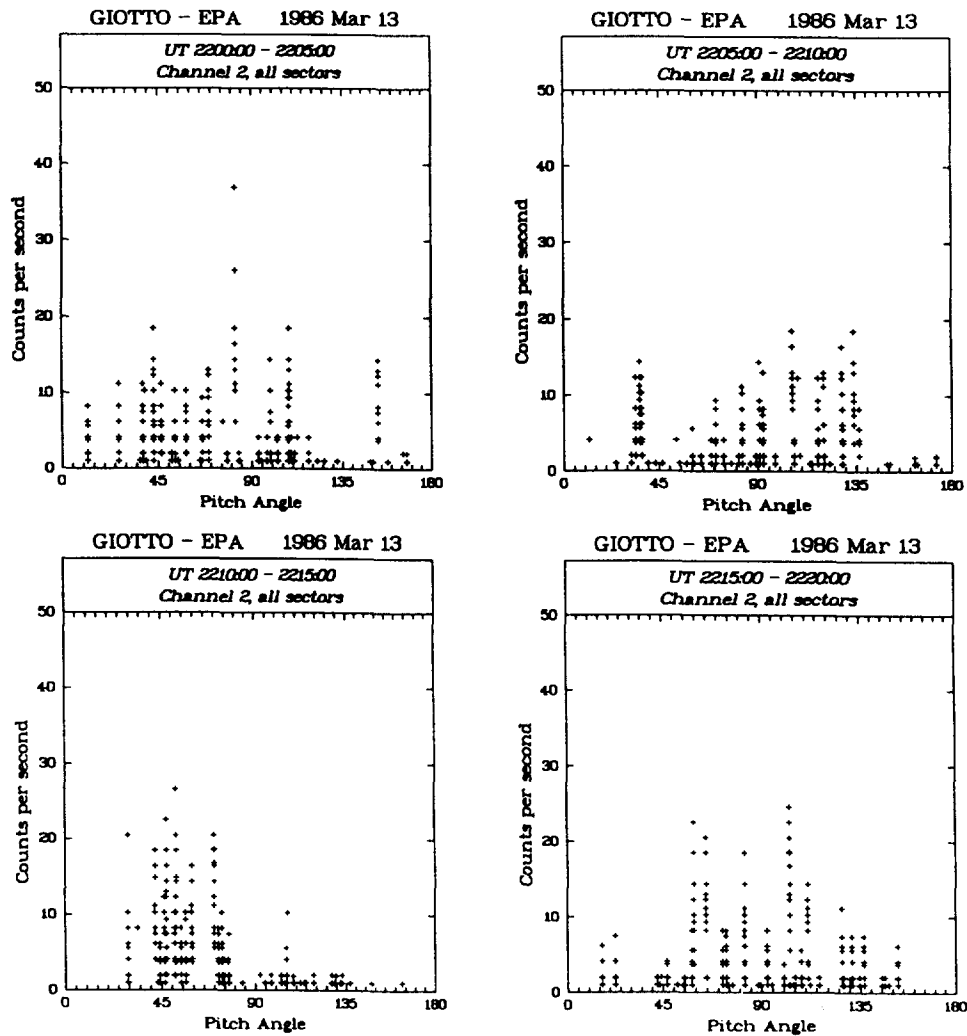 GIOTTO - EPA 1986 Mar 13
UT 2200:00 - 2205:00
Channel 2, all sectors
50
40
30
20
10
0
Counts per second
0 45 90 135 180
Pitch Angle
GIOTTO - EPA 1986 Mar 13
UT 2205:00 - 2210:00
Channel 2, all sectors
50
40
30
20
10
0
Counts per second
0 45 90 135 180
Pitch Angle
GIOTTO - EPA 1986 Mar 13
UT 2210:00 - 2215:00
Channel 2, all sectors
50
40
30
20
10
0
Counts per second
0 45 90 135 180
Pitch Angle
GIOTTO - EPA 1986 Mar 13
UT 2215:00 - 2220:00
Channel 2, all sectors
50
40
30
20
10
0
Counts per second
0 45 90 135 180
Pitch Angle